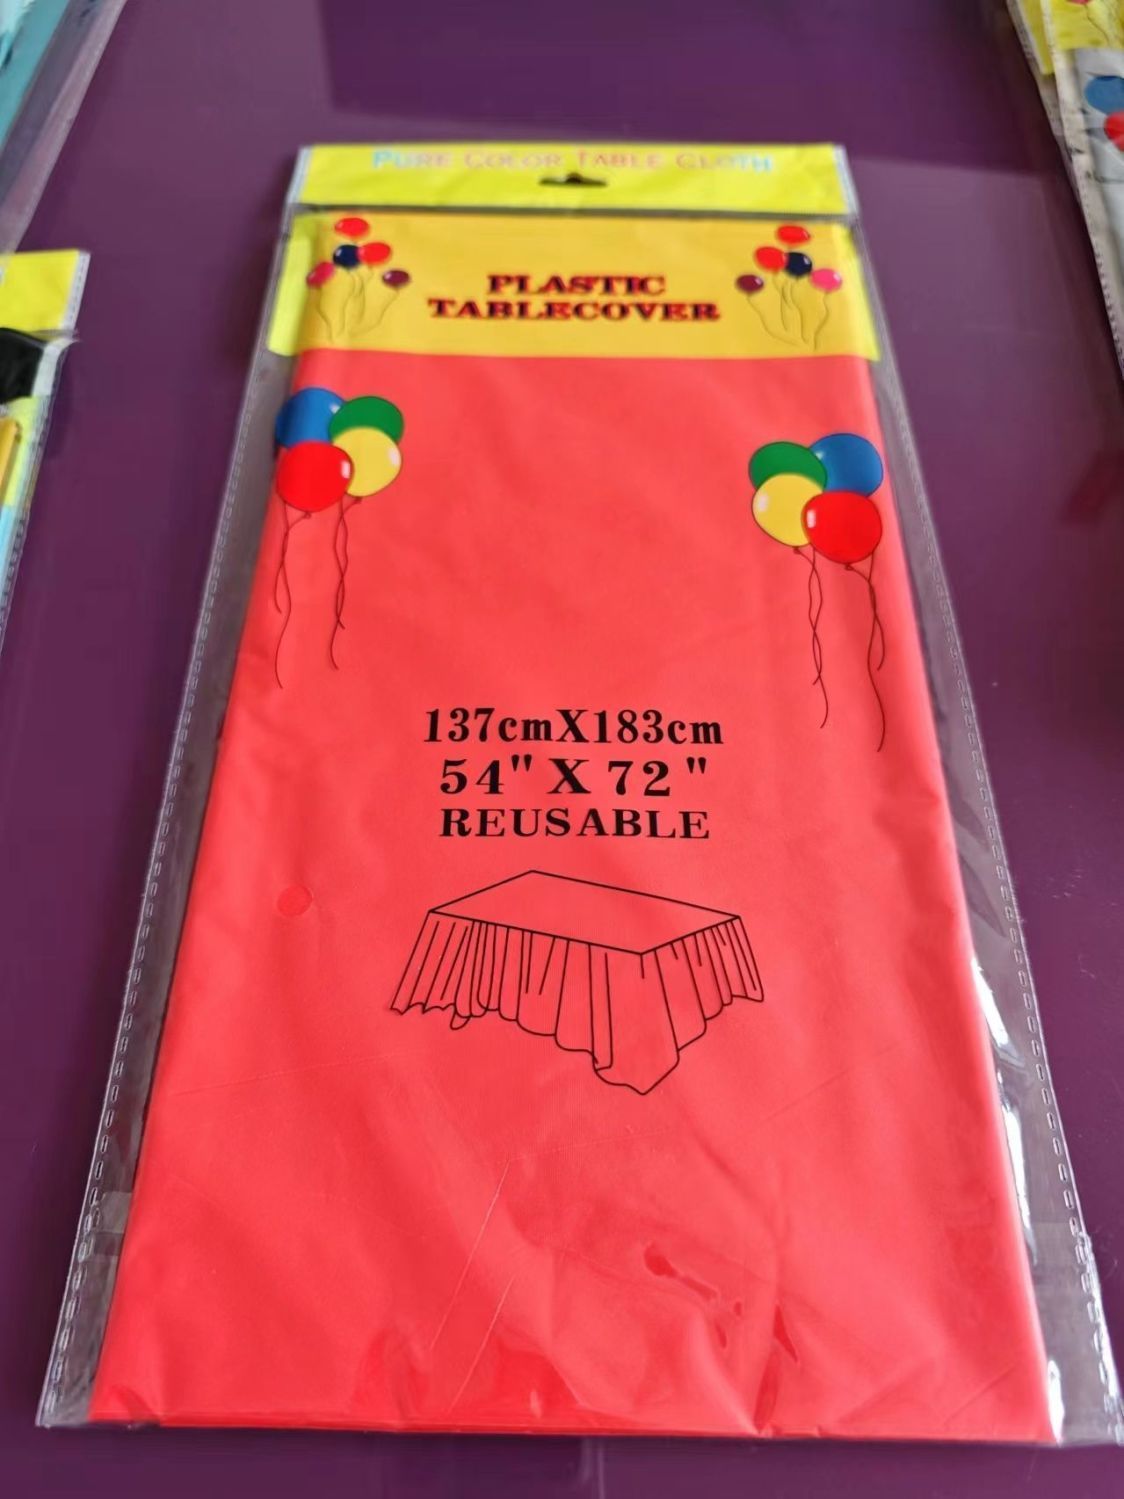 PURE COLOR TABLE CLOTH
PLASTIC
TABLECOVER
137cmX183cm
54" X 72"
REUSABLE